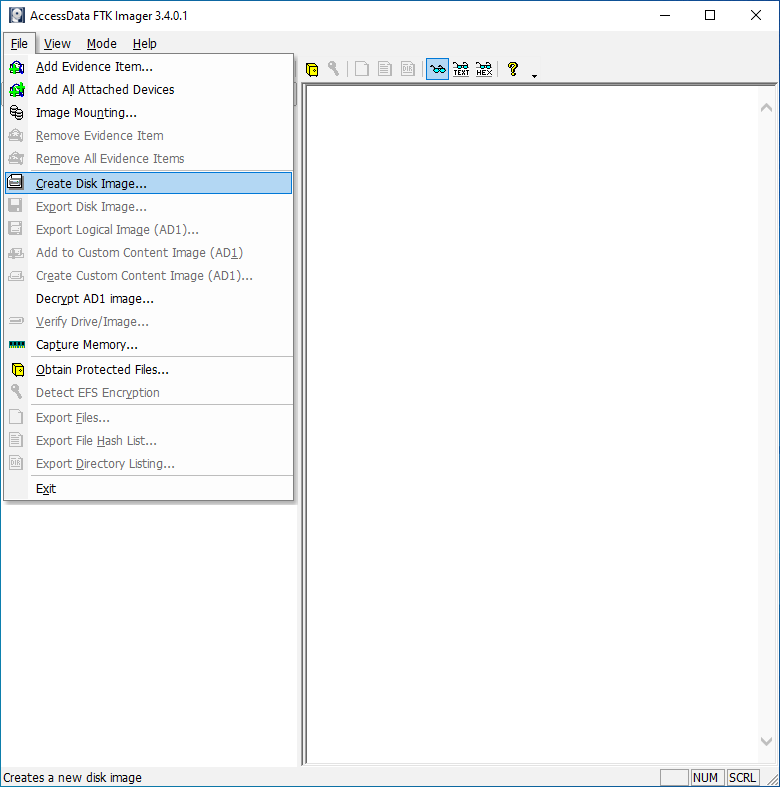 AccessData FTK Imager 3.4.0.1
File View Mode Help
Add Evidence Item...
Add All Attached Devices
Image Mounting...
Remove Evidence Item
Remove All Evidence Items
Create Disk Image...
Export Disk Image...
Export Logical Image (AD1)...
Add to Custom Content Image (AD1)
Create Custom Content Image (AD1)...
Decrypt AD1 image...
Verify Drive/Image...
Capture Memory...
Obtain Protected Files...
Detect EFS Encryption
Export Files...
Export File Hash List...
DIR Export Directory Listing...
Exit
DIR TEXT HEX ?
Creates a new disk image
NUM SCRL